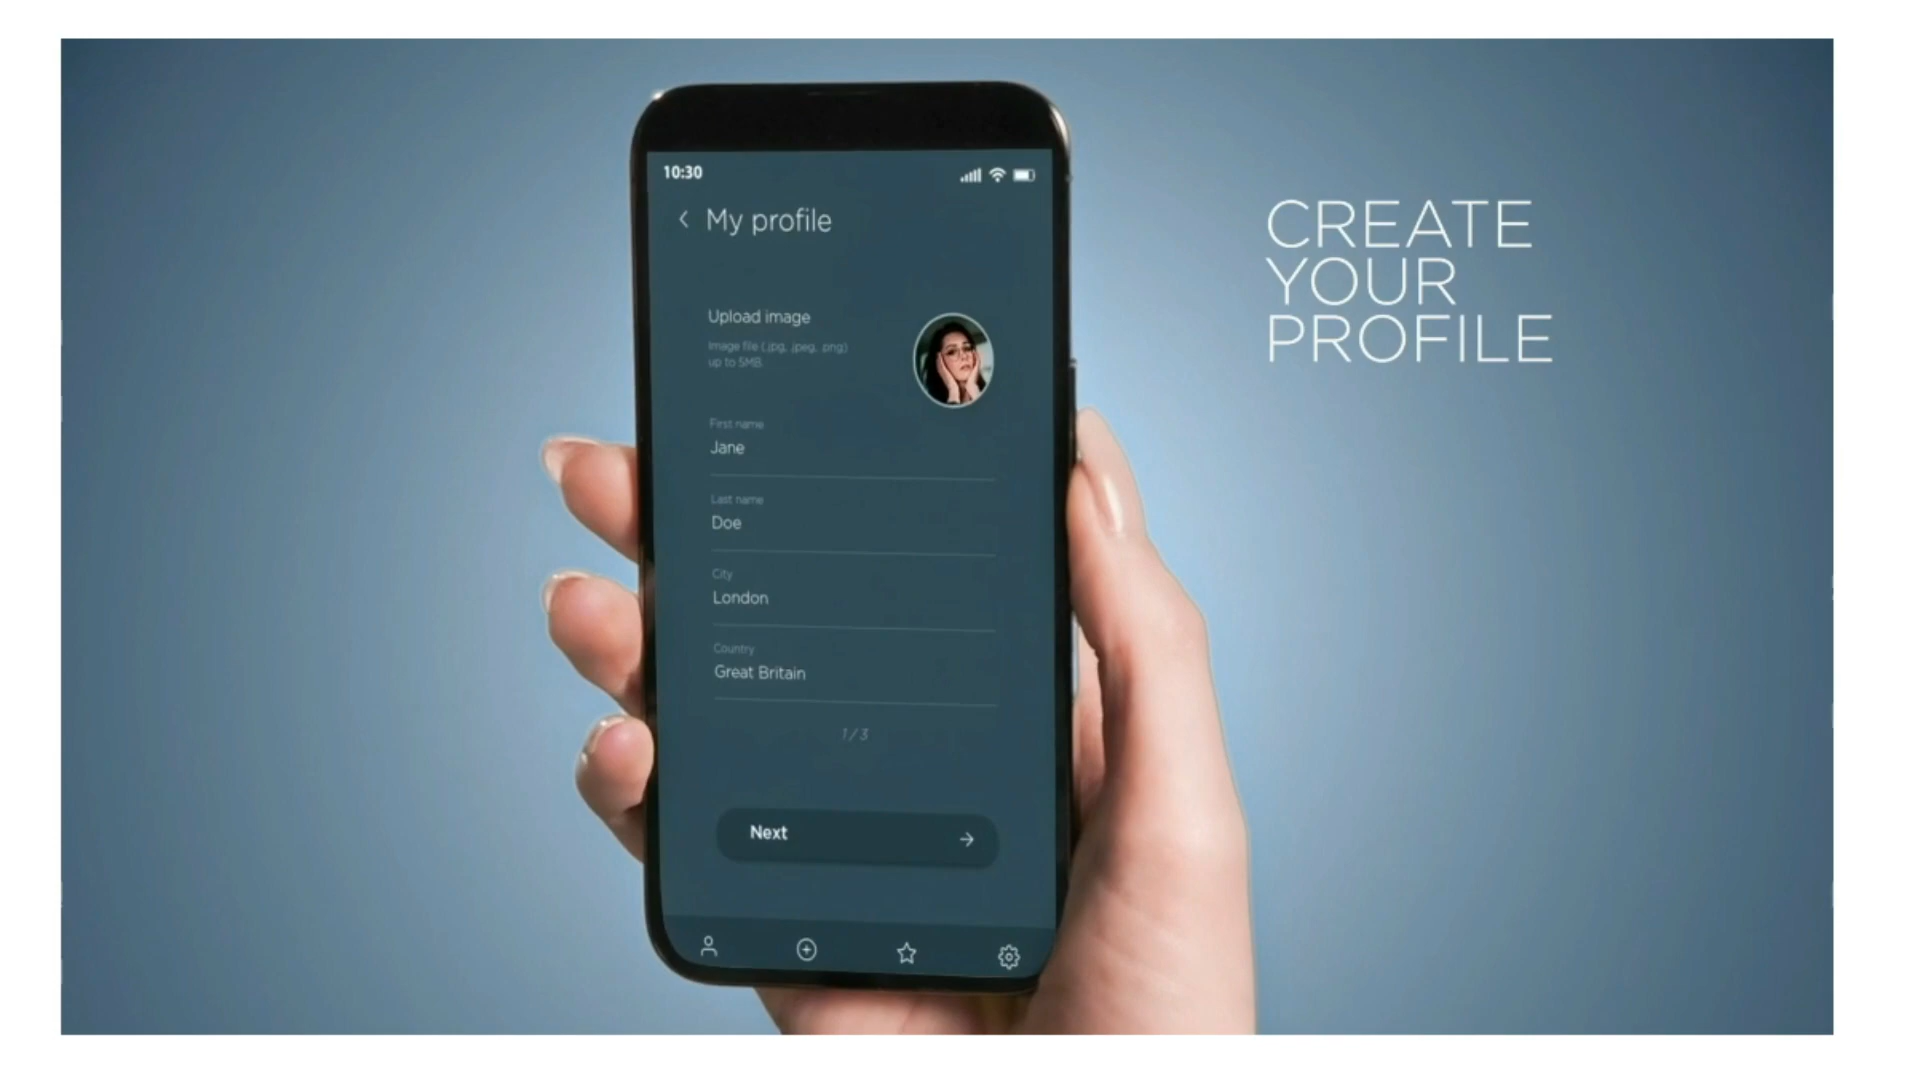 10:30
My profile
CREATE
YOUR
PROFILE
Upload image
Image file (.jpg, .jpeg, .png)
up to 5MB
First name
Jane
Last name
Doe
City
London
Country
Great Britain
1/3
Next